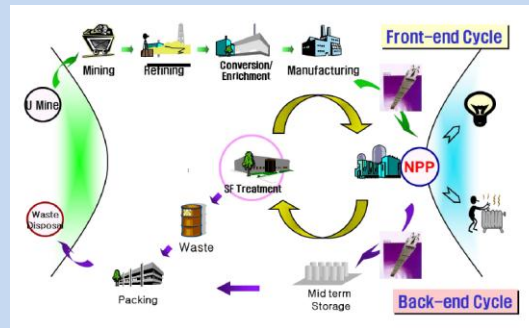 Front-end Cycle
Mining
Refining
Conversion/
Enrichment
Manufacturing
U Mine
NPP
SF Treatment
Waste
Disposal
Waste
Packing
Mid term
Storage
Back-end Cycle